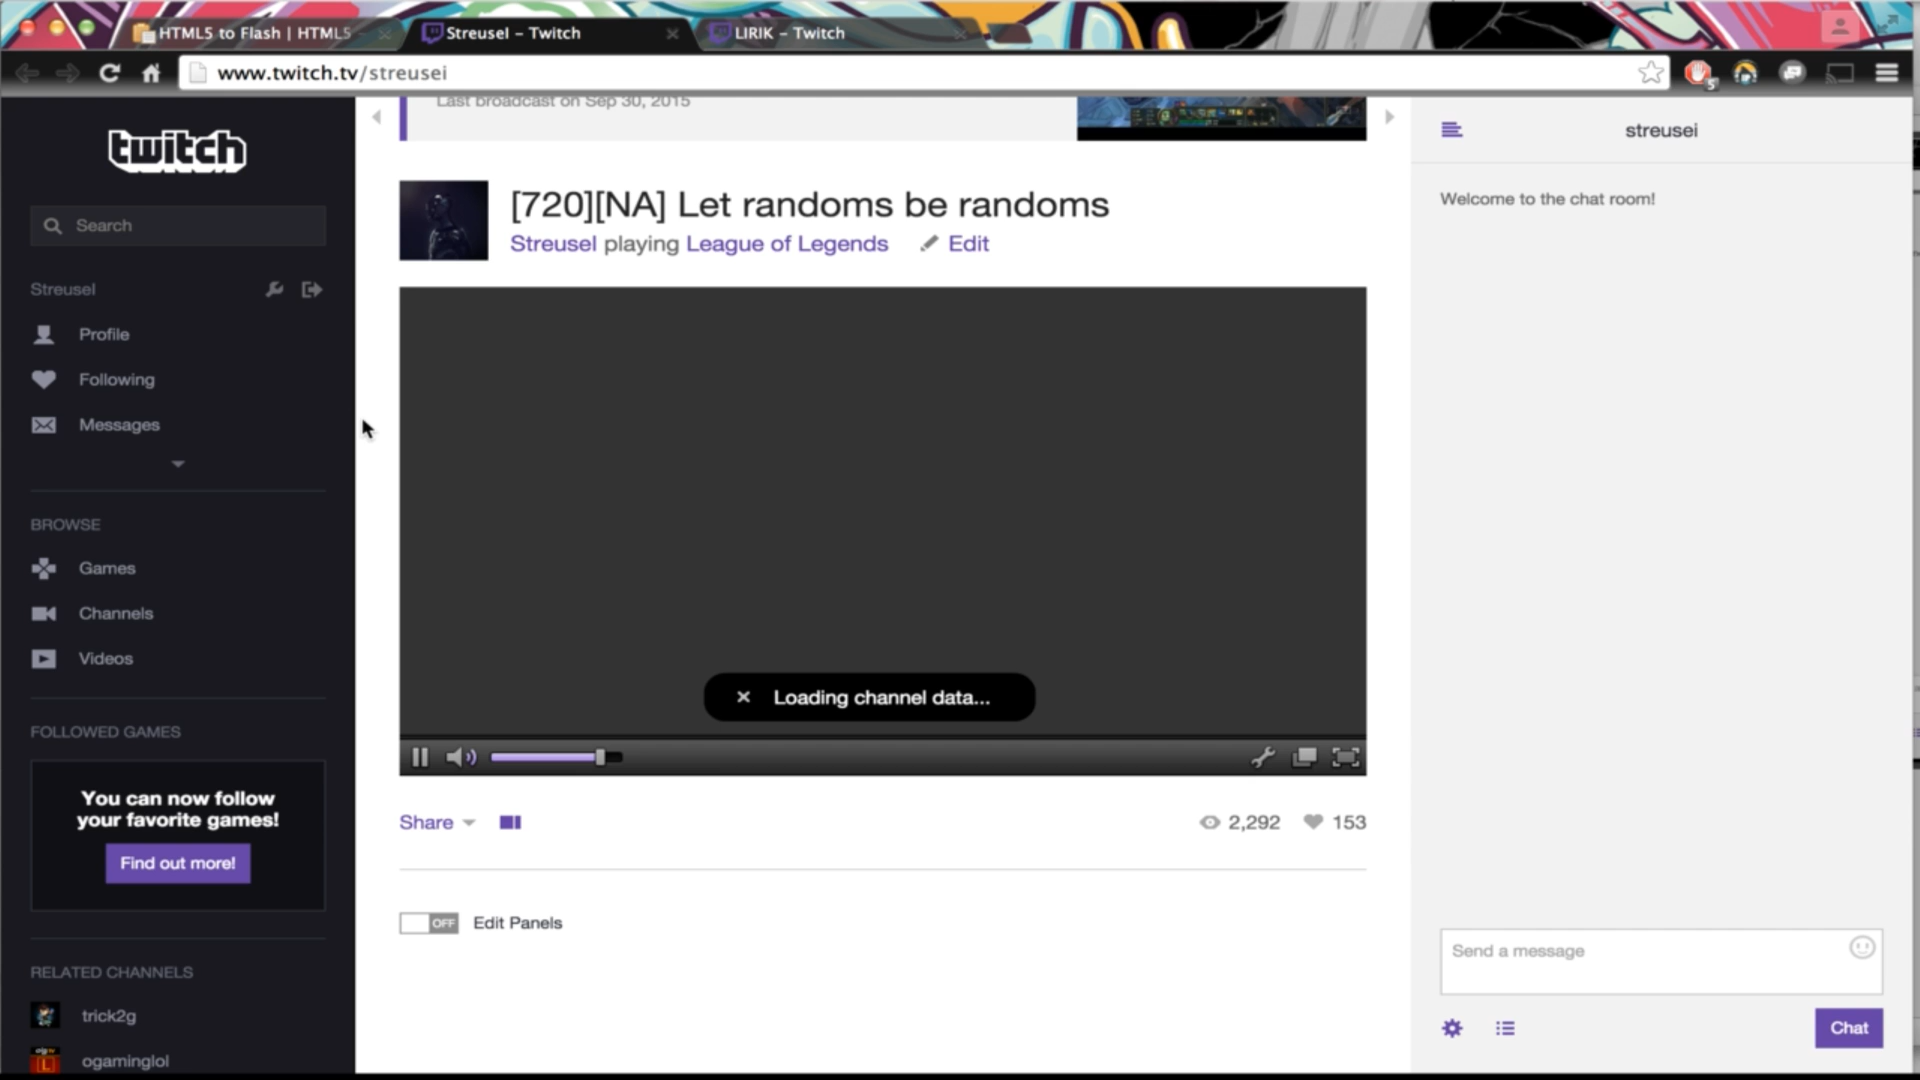 HTML5 to Flash | HTML5
Streusel – Twitch
LIRIK – Twitch
www.twitch.tv/streusei
5
twitch
Search
Streusel
Profile
Following
Messages
BROWSE
Games
Channels
Videos
FOLLOWED GAMES
You can now follow
your favorite games!
Find out more!
RELATED CHANNELS
trick2g
ogaminglol
Last broadcast on Sep 30, 2015
[720][NA] Let randoms be randoms
Streusel playing League of Legends Edit
Loading channel data...
Share
2,292 153
OFF Edit Panels
streusei
Welcome to the chat room!
Send a message
Chat